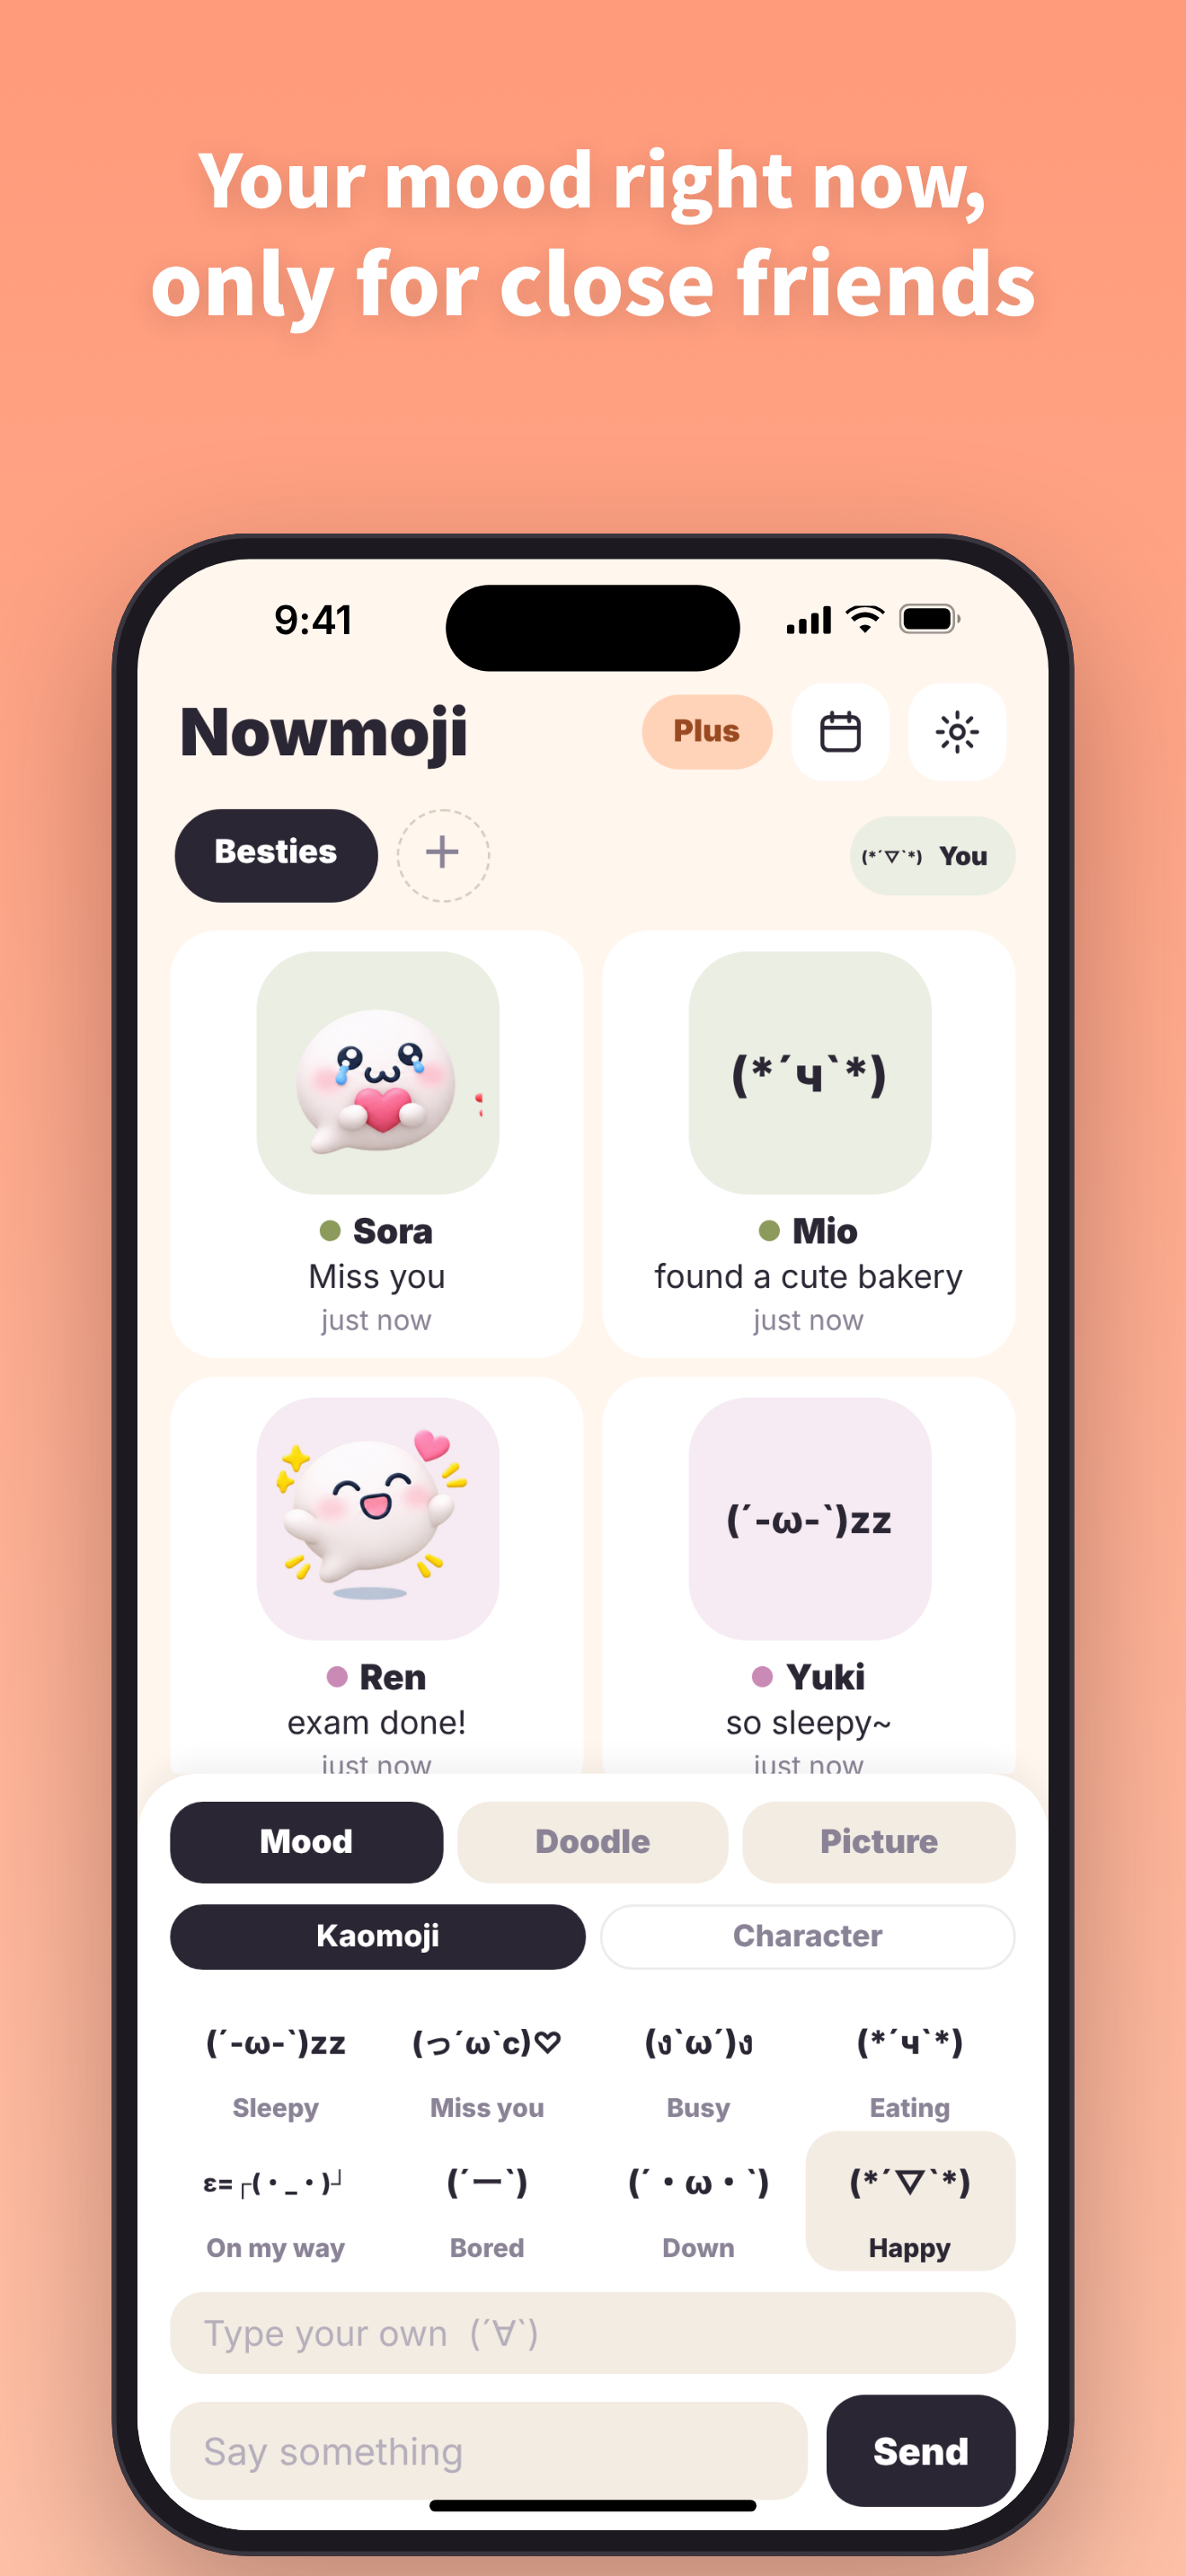 Your mood right now,
only for close friends
9:41
Nowmoji
Plus
Besties
+
(*´▽`*) You
(*´ч`*)
Sora
Miss you
just now
Mio
found a cute bakery
just now
(´-ω-`)zz
Ren
exam done!
just now
Yuki
so sleepy~
just now
Mood
Doodle
Picture
Kaomoji
Character
(´-ω-`)zz
(っ´ω`c)♡
(ง`ω´)ง
(*´ч`*)
Sleepy
Miss you
Busy
Eating
ε=┌(・_・)┘
(´ー`)
(´・ω・`)
(*´▽`*)
On my way
Bored
Down
Happy
Type your own (´∀`)
Say something
Send